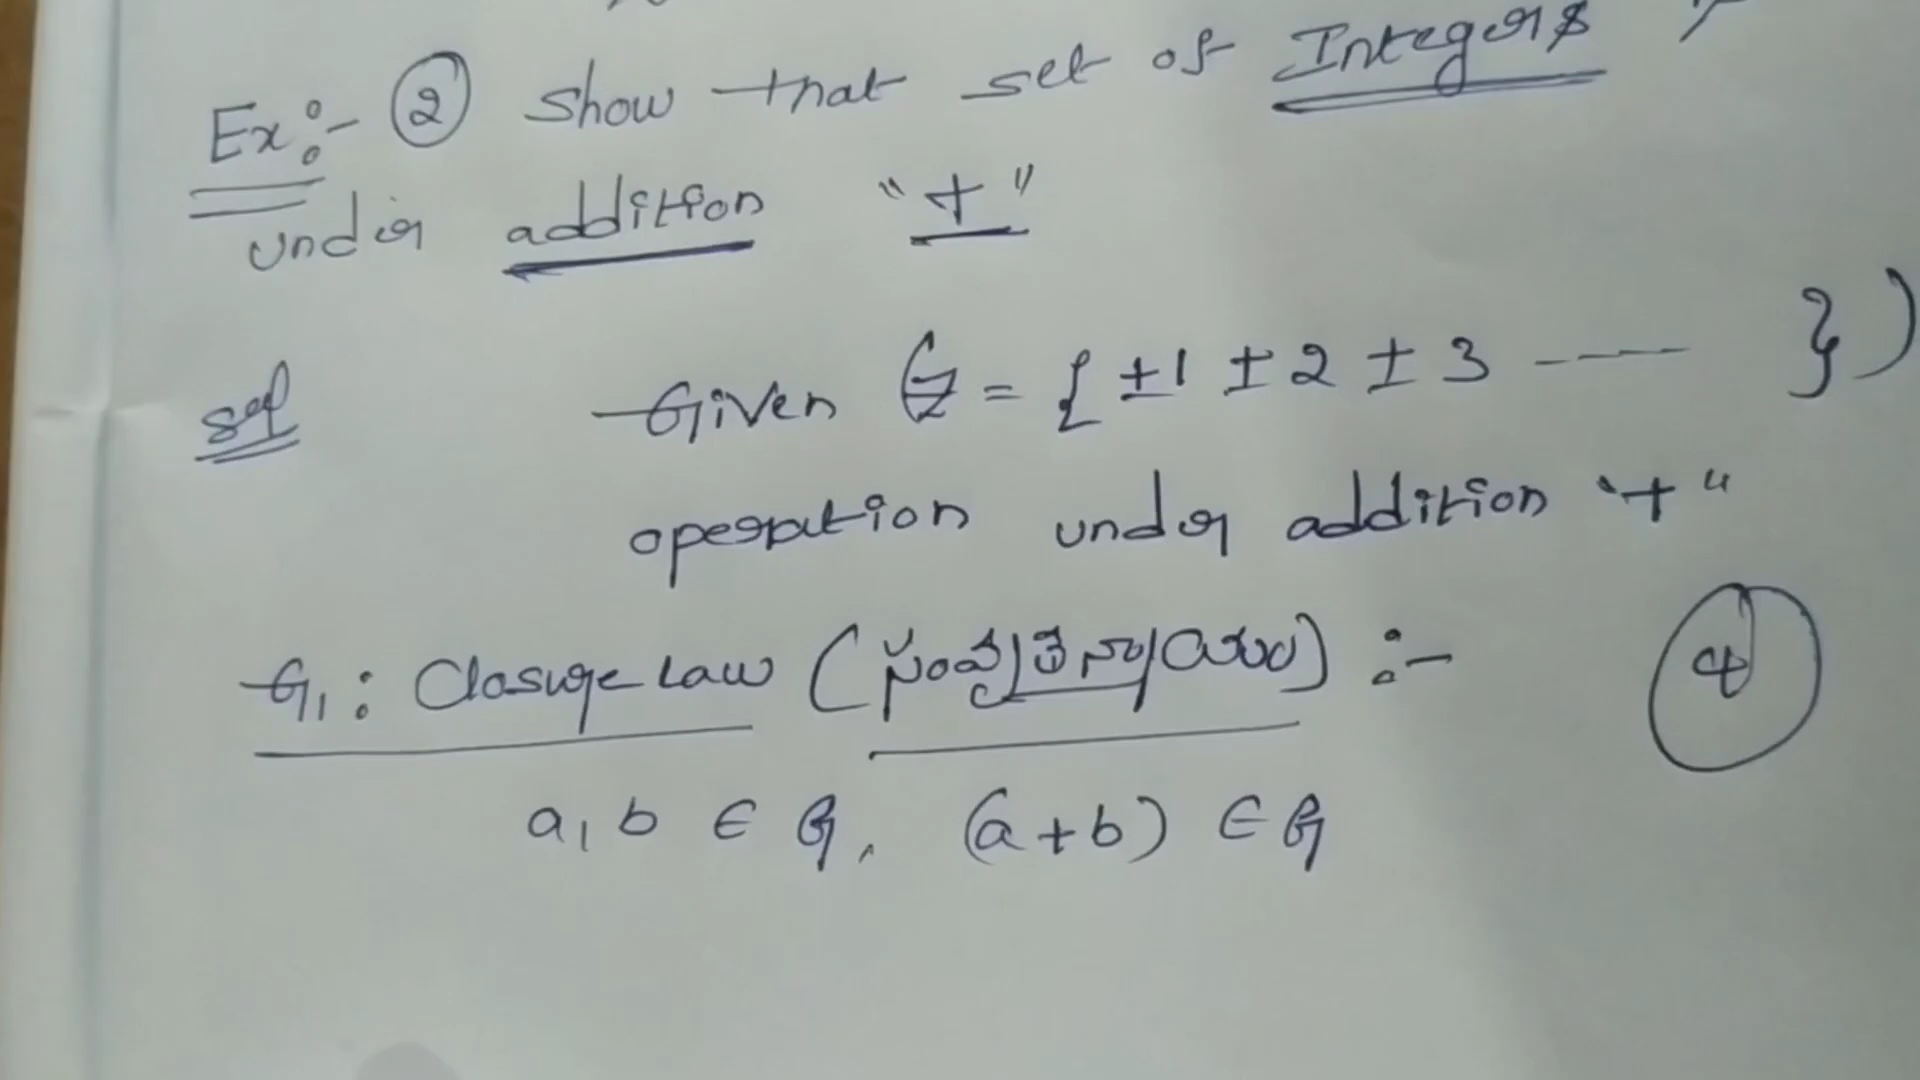 Ex:- ② Show that set of Integers
under addition "+"
Sol Given (Z = { ±1 ±2 ±3 ---- })
operation under addition "+"
G₁: Closure Law (సంవృత న్యాయం) :-
+
a, b ∈ G, (a+b) ∈ G